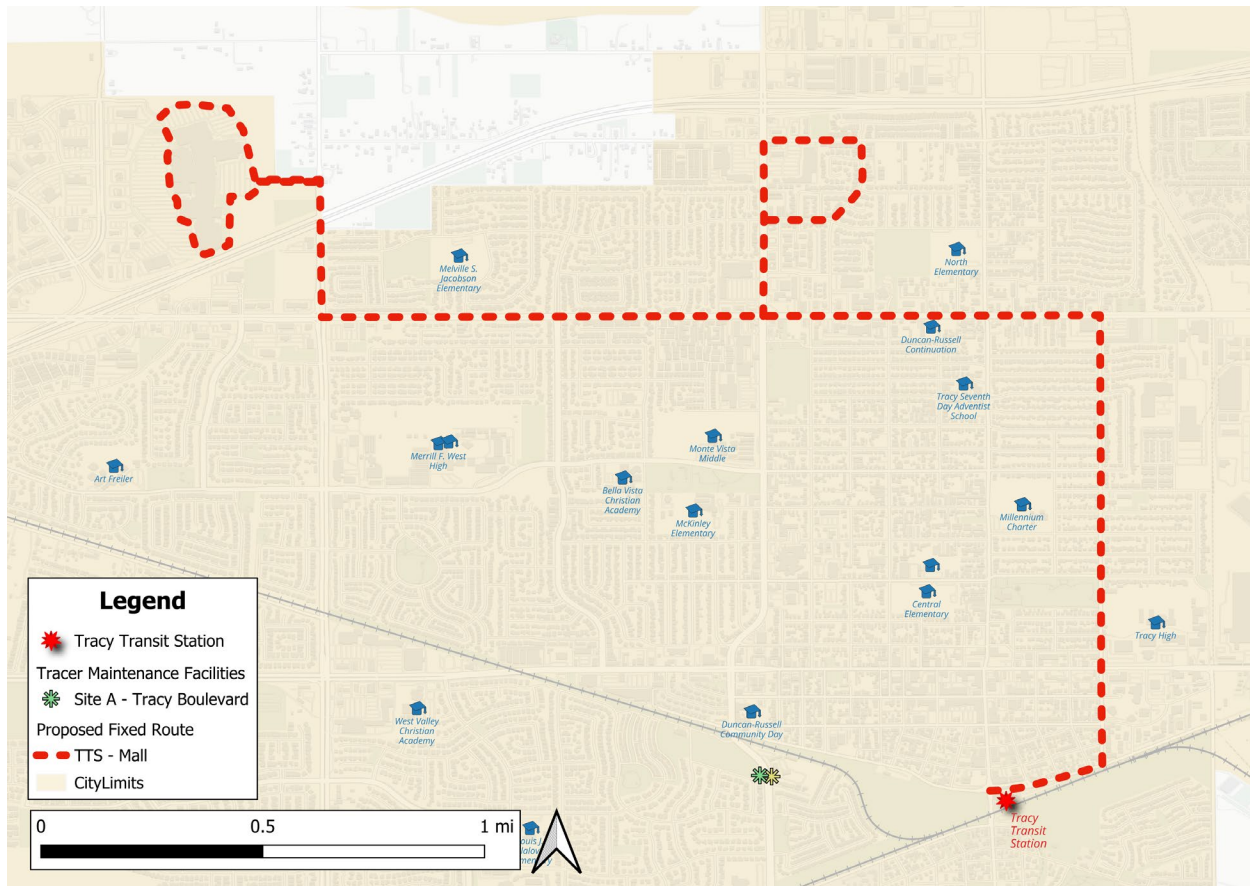 Melville S.
Jacobson
Elementary
North
Elementary
Duncan-Russell
Continuation
Tracy Seventh
Day Adventist
School
Merrill F. West
High
Monte Vista
Middle
Art Freiler
Bella Vista
Christian
Academy
McKinley
Elementary
Millennium
Charter
Central
Elementary
Tracy High
West Valley
Christian
Academy
Duncan-Russell
Community Day
Tracy
Transit
Station
Legend
Tracy Transit Station
Tracer Maintenance Facilities
Site A - Tracy Boulevard
Proposed Fixed Route
TTS - Mall
CityLimits
0 0.5 1 mi